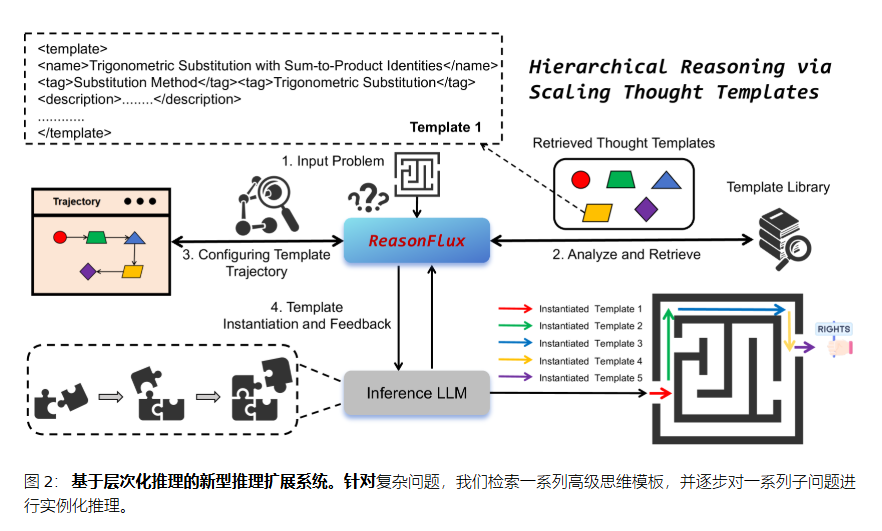 <template>
<name>Trigonometric Substitution with Sum-to-Product Identities</name>
<tag>Substitution Method</tag><tag>Trigonometric Substitution</tag>
<description>........</description>
............
</template>
Template 1
Hierarchical Reasoning via
Scaling Thought Templates
Retrieved Thought Templates
1. Input Problem
???
Template Library
Trajectory
ReasonFlux
3. Configuring Template
Trajectory
2. Analyze and Retrieve
4. Template
Instantiation and Feedback
Instantiated Template 1
Instantiated Template 2
Instantiated Template 3
Instantiated Template 4
Instantiated Template 5
RIGHTS
Inference LLM
图 2： 基于层次化推理的新型推理扩展系统。针对复杂问题，我们检索一系列高级思维模板，并逐步对一系列子问题进
行实例化推理。